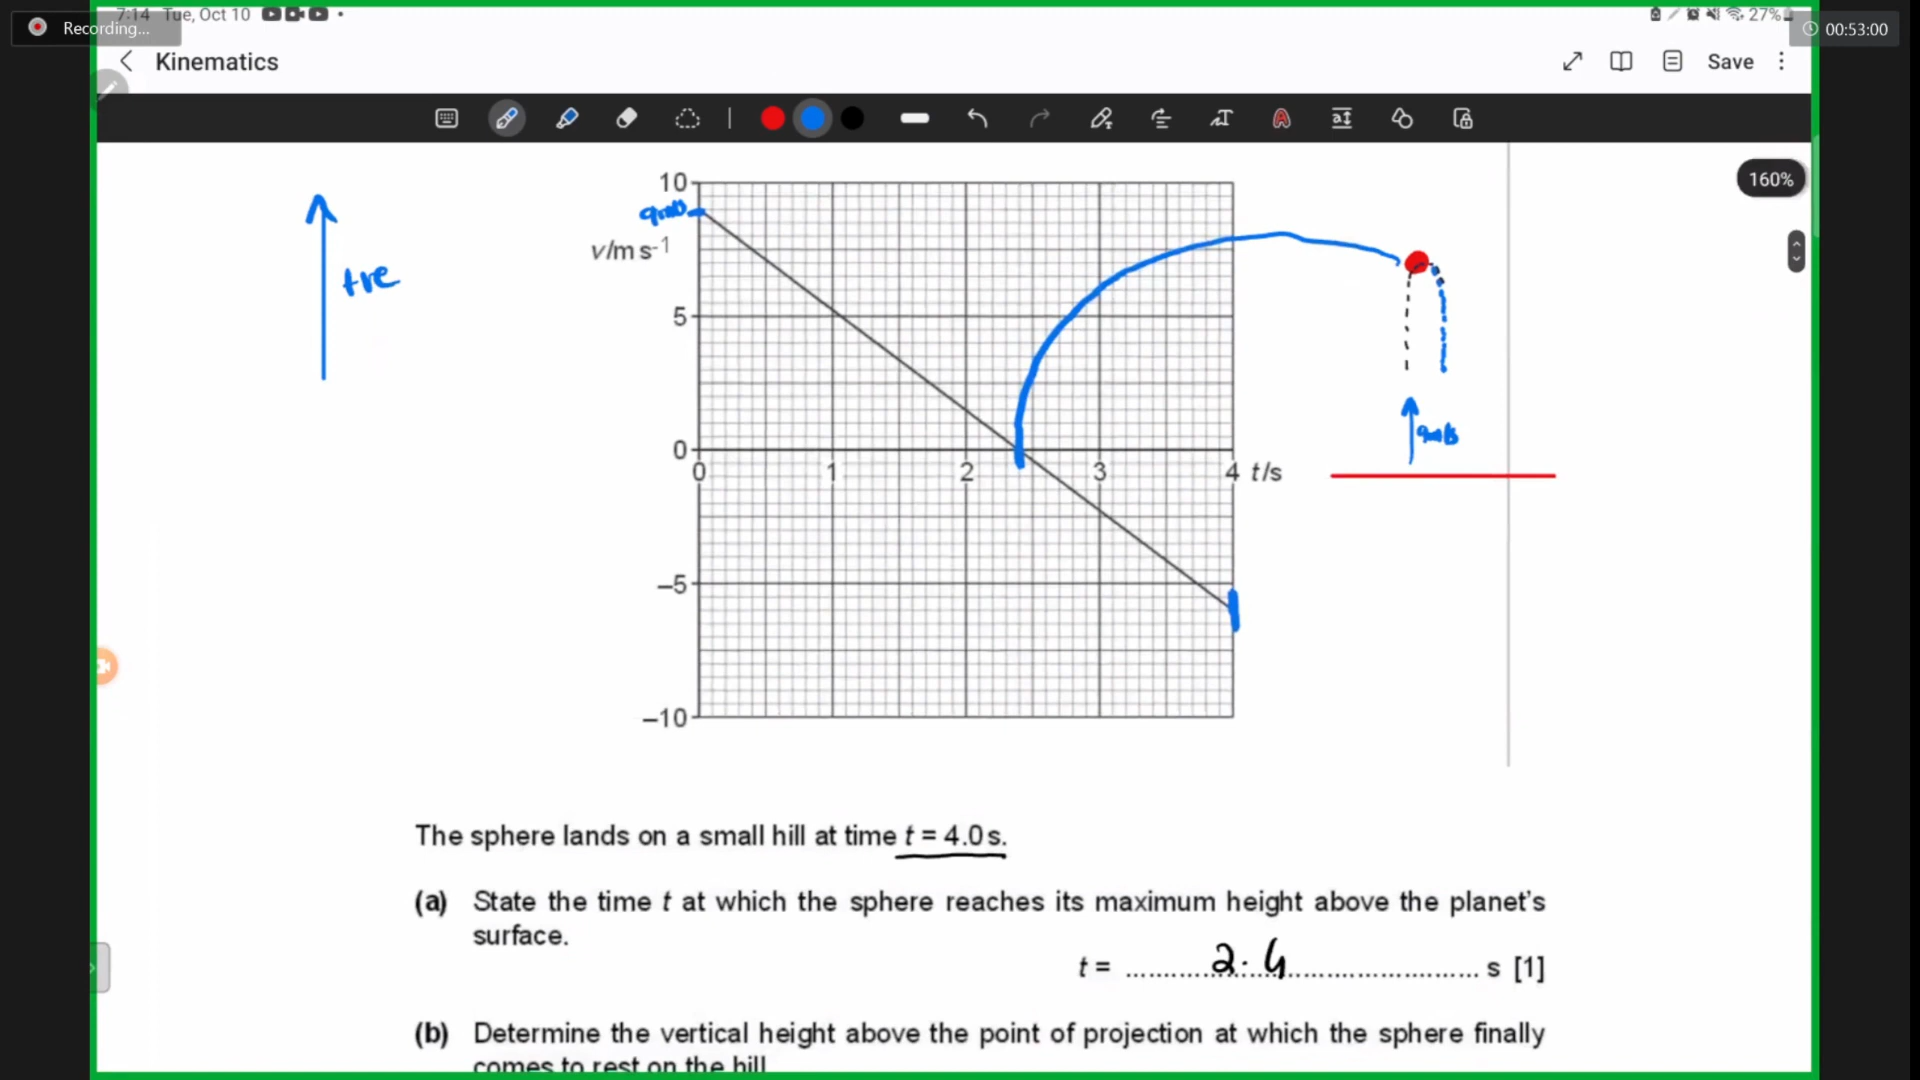 7:14 Tue, Oct 10
27%
Recording...
00:53:00
Kinematics
Save
160%
10
9m/s
v/m s-1
+ve
5
0
0 1 2 3 4 t/s
9m/s
–5
–10
The sphere lands on a small hill at time t = 4.0 s.
(a) State the time t at which the sphere reaches its maximum height above the planet's
surface.
t = ........ 2.4 ........ s [1]
(b) Determine the vertical height above the point of projection at which the sphere finally
comes to rest on the hill